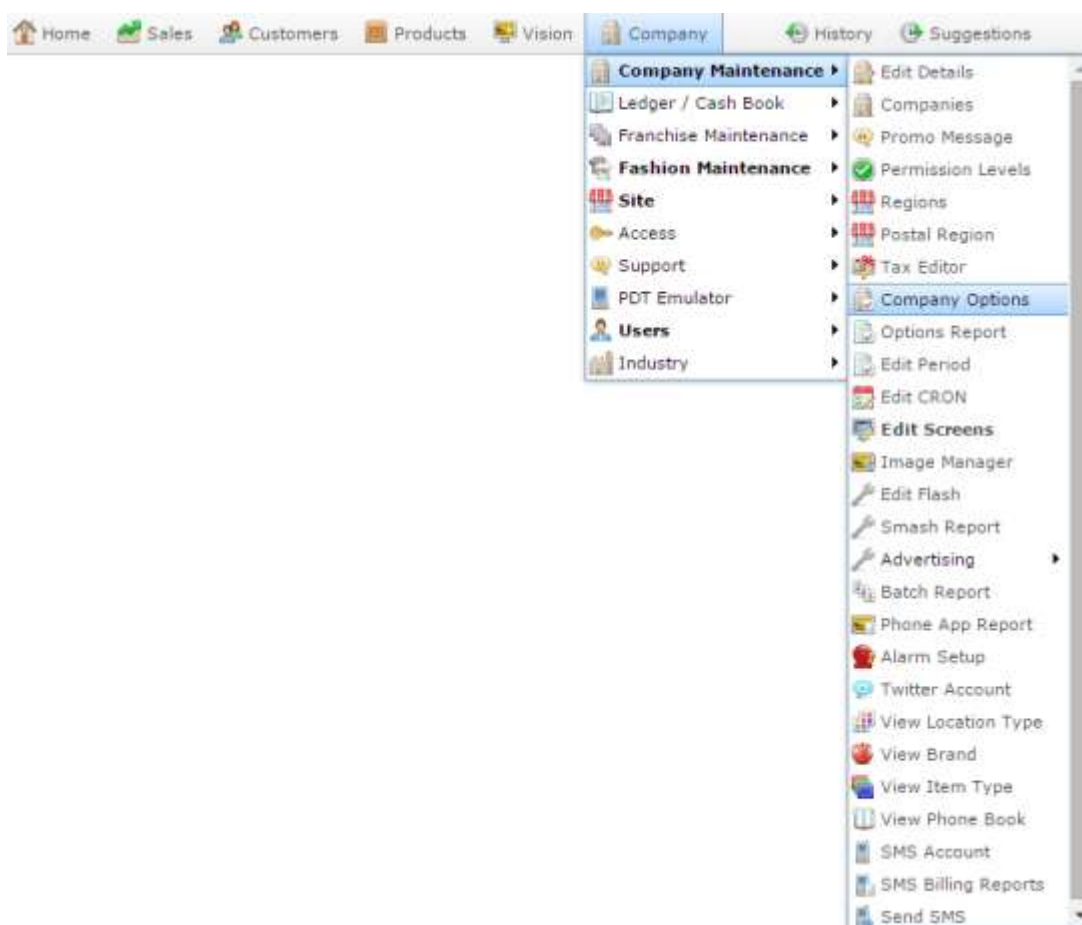 Home Sales Customers Products Vision Company History Suggestions
Company Maintenance
Ledger / Cash Book
Franchise Maintenance
Fashion Maintenance
Site
Access
Support
PDT Emulator
Users
Industry
Edit Details
Companies
Promo Message
Permission Levels
Regions
Postal Region
Tax Editor
Company Options
Options Report
Edit Period
Edit CRON
Edit Screens
Image Manager
Edit Flash
Smash Report
Advertising
Batch Report
Phone App Report
Alarm Setup
Twitter Account
View Location Type
View Brand
View Item Type
View Phone Book
SMS Account
SMS Billing Reports
Send SMS